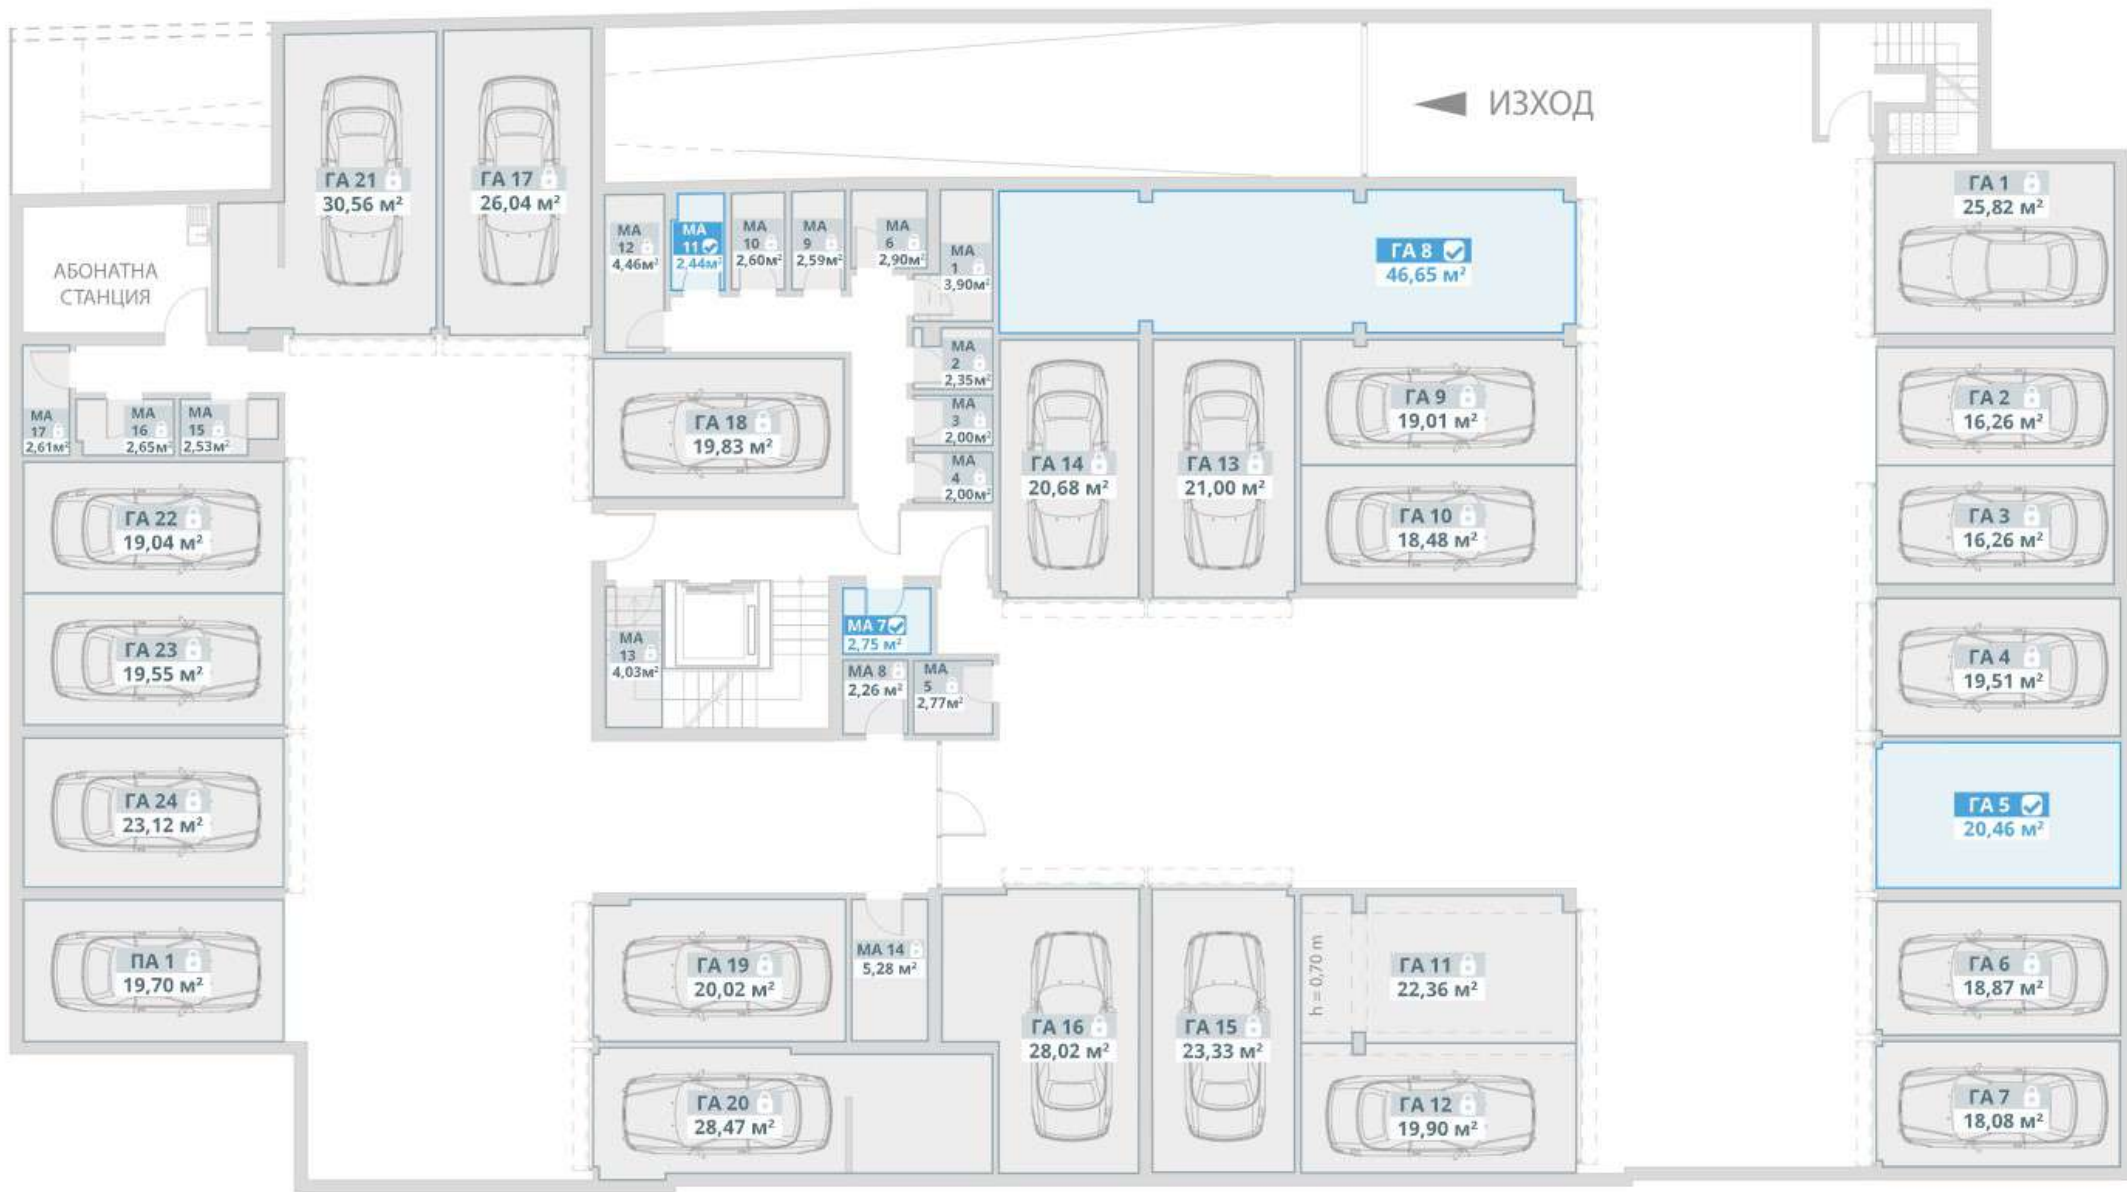 ИЗХОД
ГА 21
30,56 м²
ГА 17
26,04 м²
ГА 1
25,82 м²
МА
12
4,46м²
МА
11
2,44м²
МА
10
2,60м²
МА
9
2,59м²
МА
6
2,90м²
МА
1
3,90м²
ГА 8
46,65 м²
АБОНАТНА
СТАНЦИЯ
МА
2
2,35м²
МА
3
2,00м²
МА
4
2,00м²
МА
17
2,61м²
МА
16
2,65м²
МА
15
2,53м²
ГА 18
19,83 м²
ГА 14
20,68 м²
ГА 13
21,00 м²
ГА 9
19,01 м²
ГА 2
16,26 м²
ГА 22
19,04 м²
ГА 10
18,48 м²
ГА 3
16,26 м²
ГА 23
19,55 м²
МА
13
4,03м²
МА 7
2,75 м²
МА 8
2,26 м²
МА
5
2,77м²
ГА 4
19,51 м²
ГА 24
23,12 м²
ГА 5
20,46 м²
ПА 1
19,70 м²
ГА 19
20,02 м²
МА 14
5,28 м²
ГА 16
28,02 м²
ГА 15
23,33 м²
h = 0,70 m
ГА 11
22,36 м²
ГА 6
18,87 м²
ГА 20
28,47 м²
ГА 12
19,90 м²
ГА 7
18,08 м²